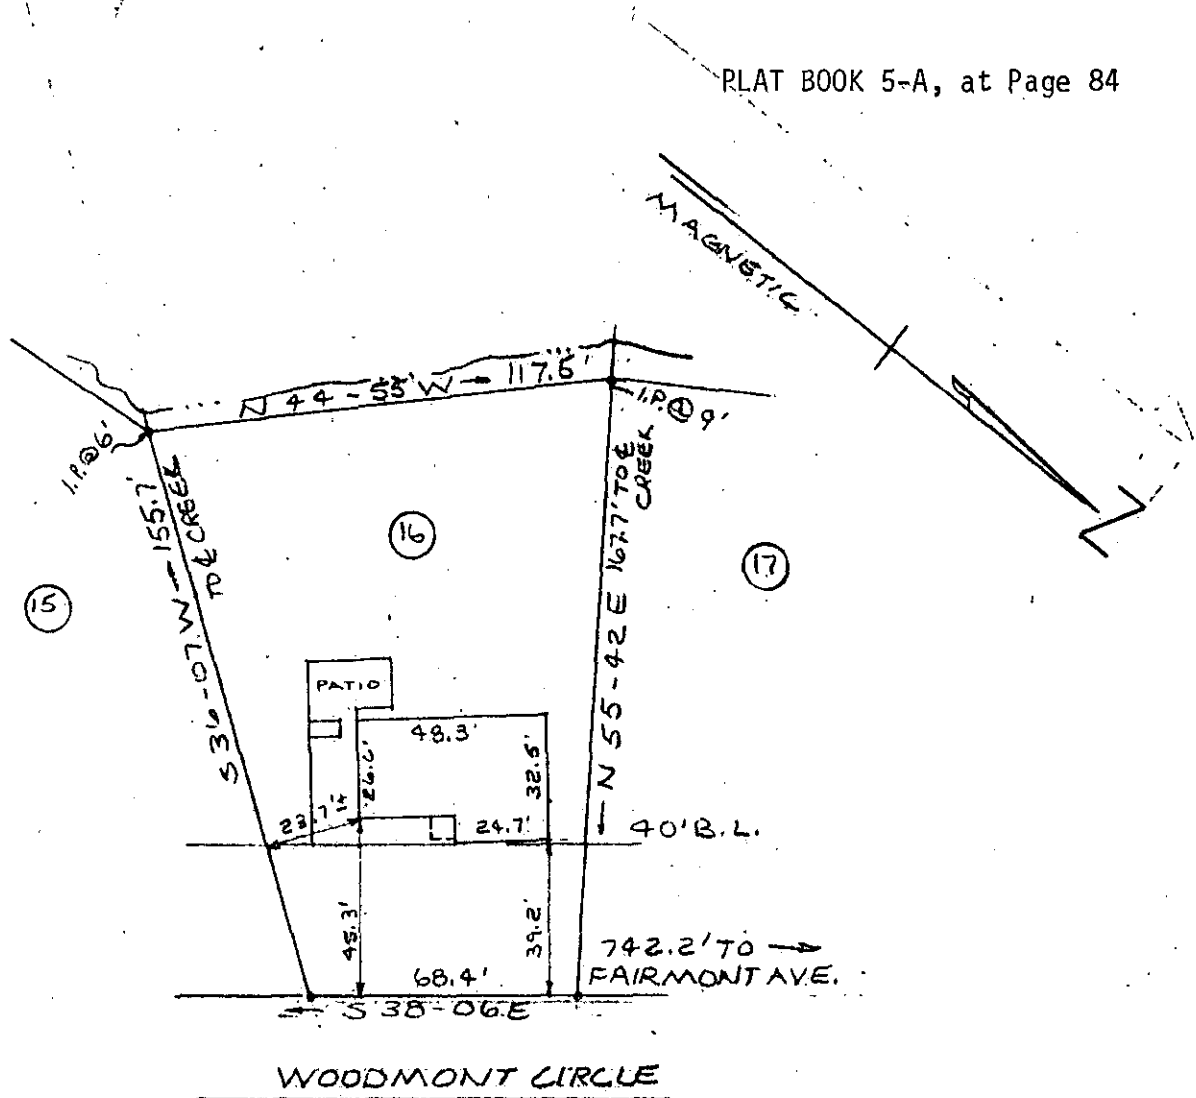 PLAT BOOK 5-A, at Page 84
MAGNETIC
N
N 44-55' W 117.6'
I.P.@6'
I.P.@9'
S 36-07 W 155.7'
TO ℄ CREEK
N 55-42 E 167.7' TO ℄
CREEK
15
16
17
PATIO
48.3'
26.6'
32.5'
23.7'
24.7'
40' B.L.
45.3'
39.2'
68.4'
742.2' TO
FAIRMONT AVE.
S 38-06 E
WOODMONT CIRCLE